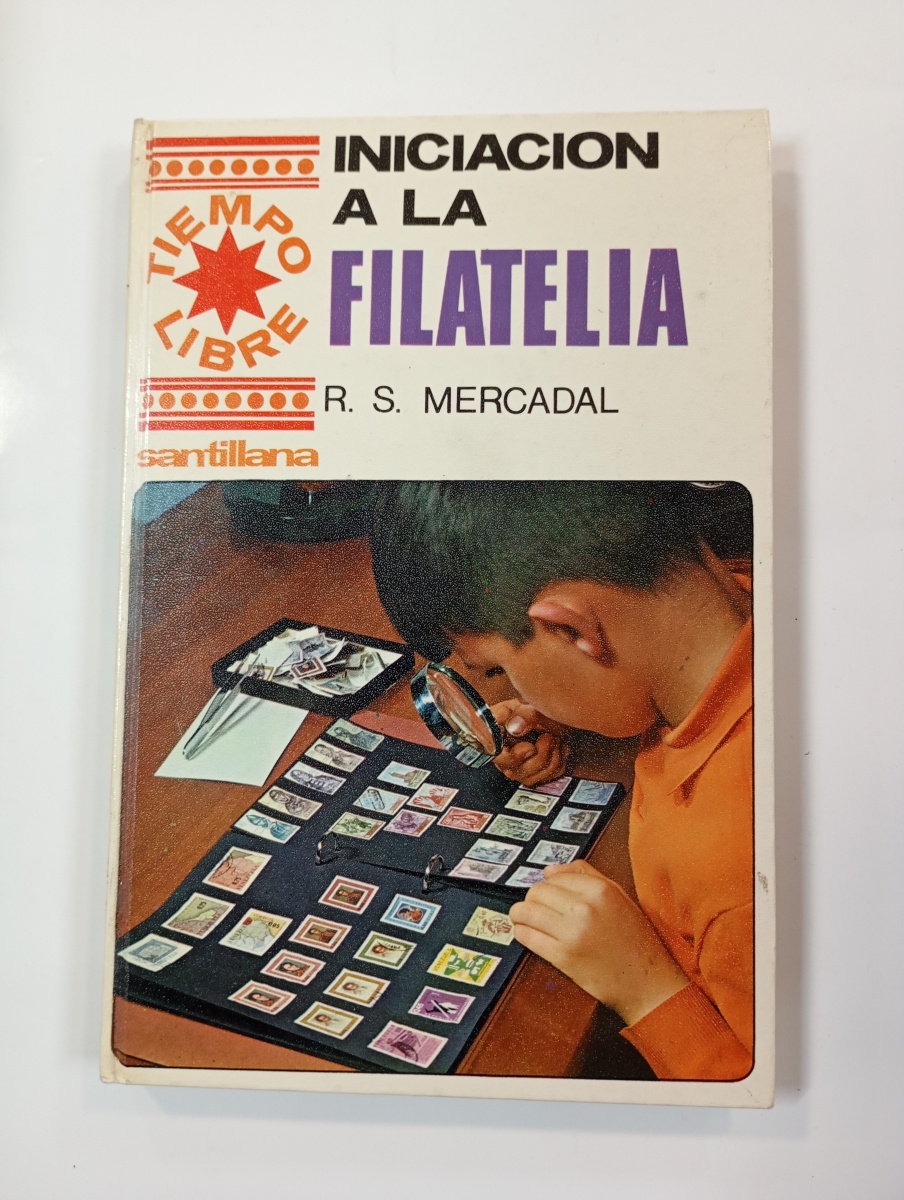 INICIACION
A LA
FILATELIA
R. S. MERCADAL
TIEMPO
LIBRE
santillana